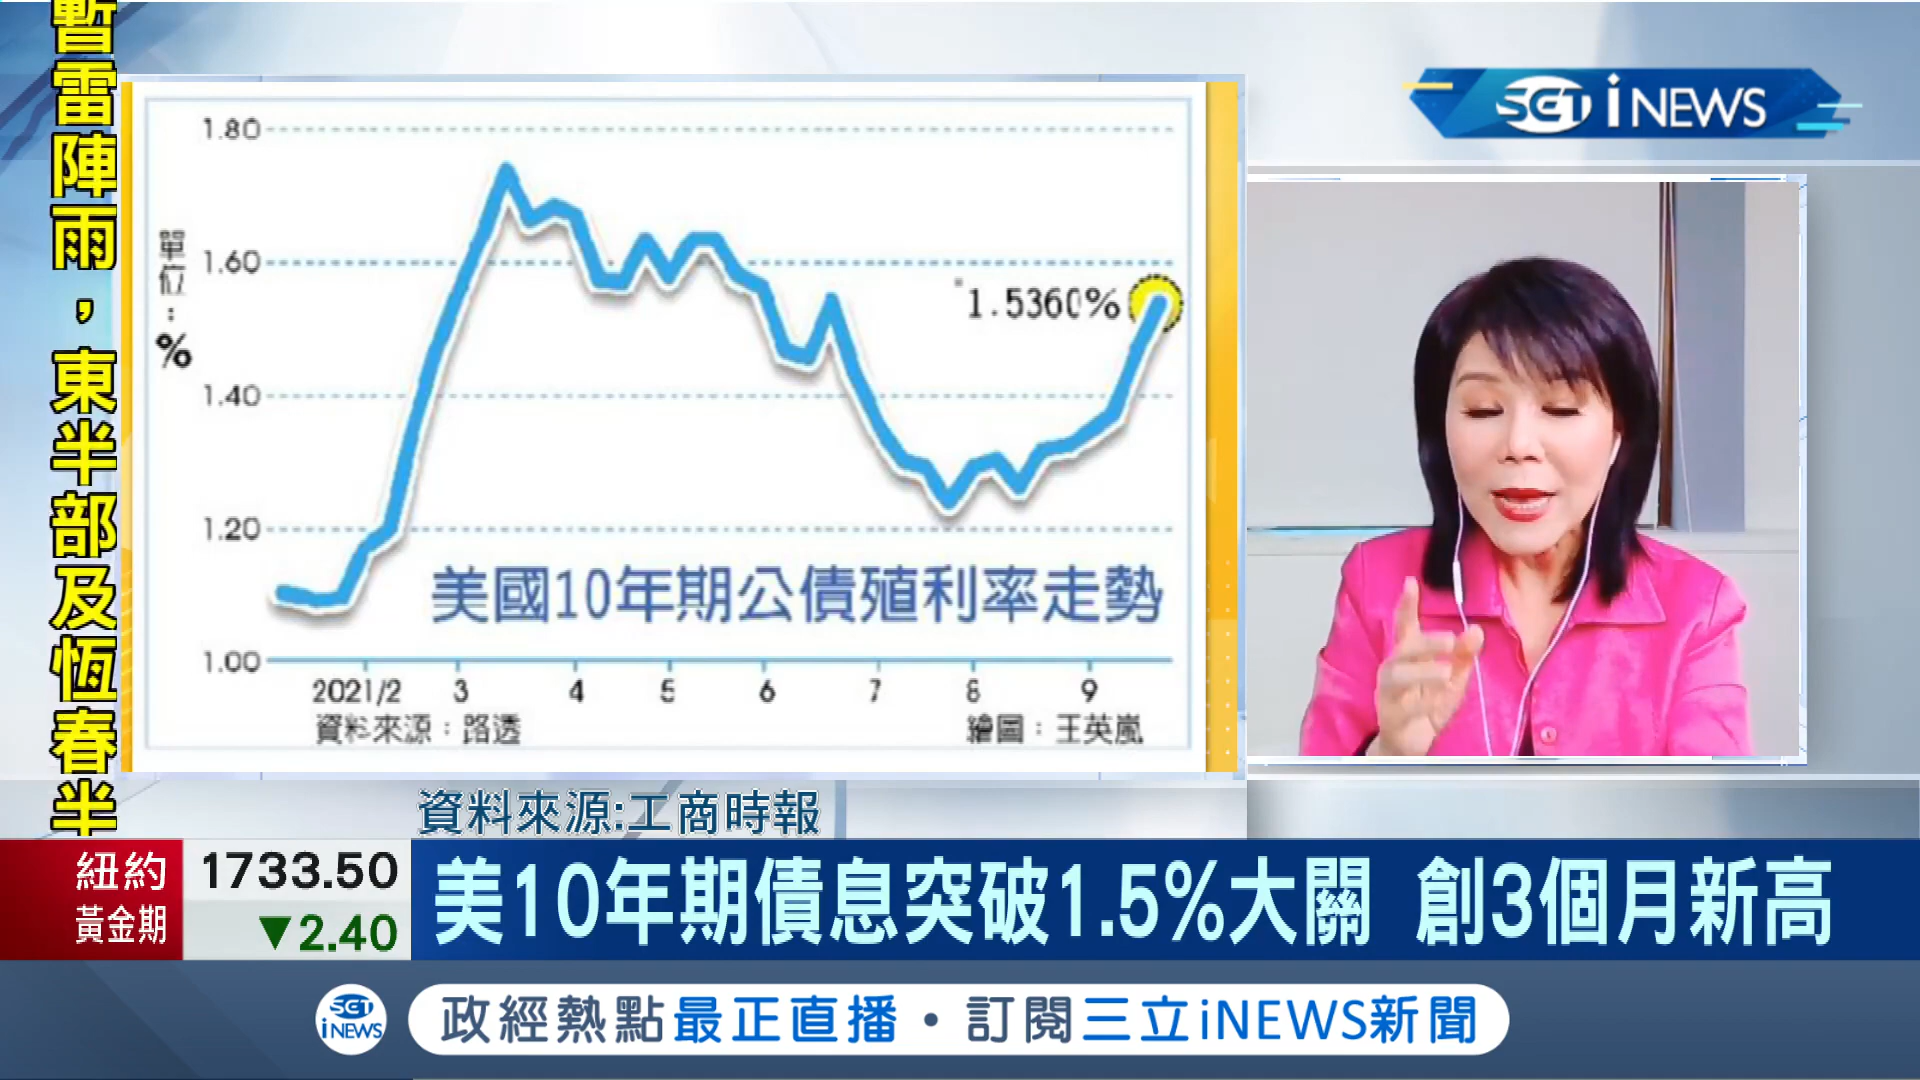 暫雷陣雨，東半部及恆春半
SET iNEWS
1.80
1.60
1.40
1.20
1.00
單位：%
1.5360%
美國10年期公債殖利率走勢
2021/2 3 4 5 6 7 8 9
資料來源：路透
繪圖：王英嵐
資料來源:工商時報
紐約
黃金期
1733.50
▼2.40
美10年期債息突破1.5%大關 創3個月新高
SET iNEWS
政經熱點最正直播・訂閱三立iNEWS新聞